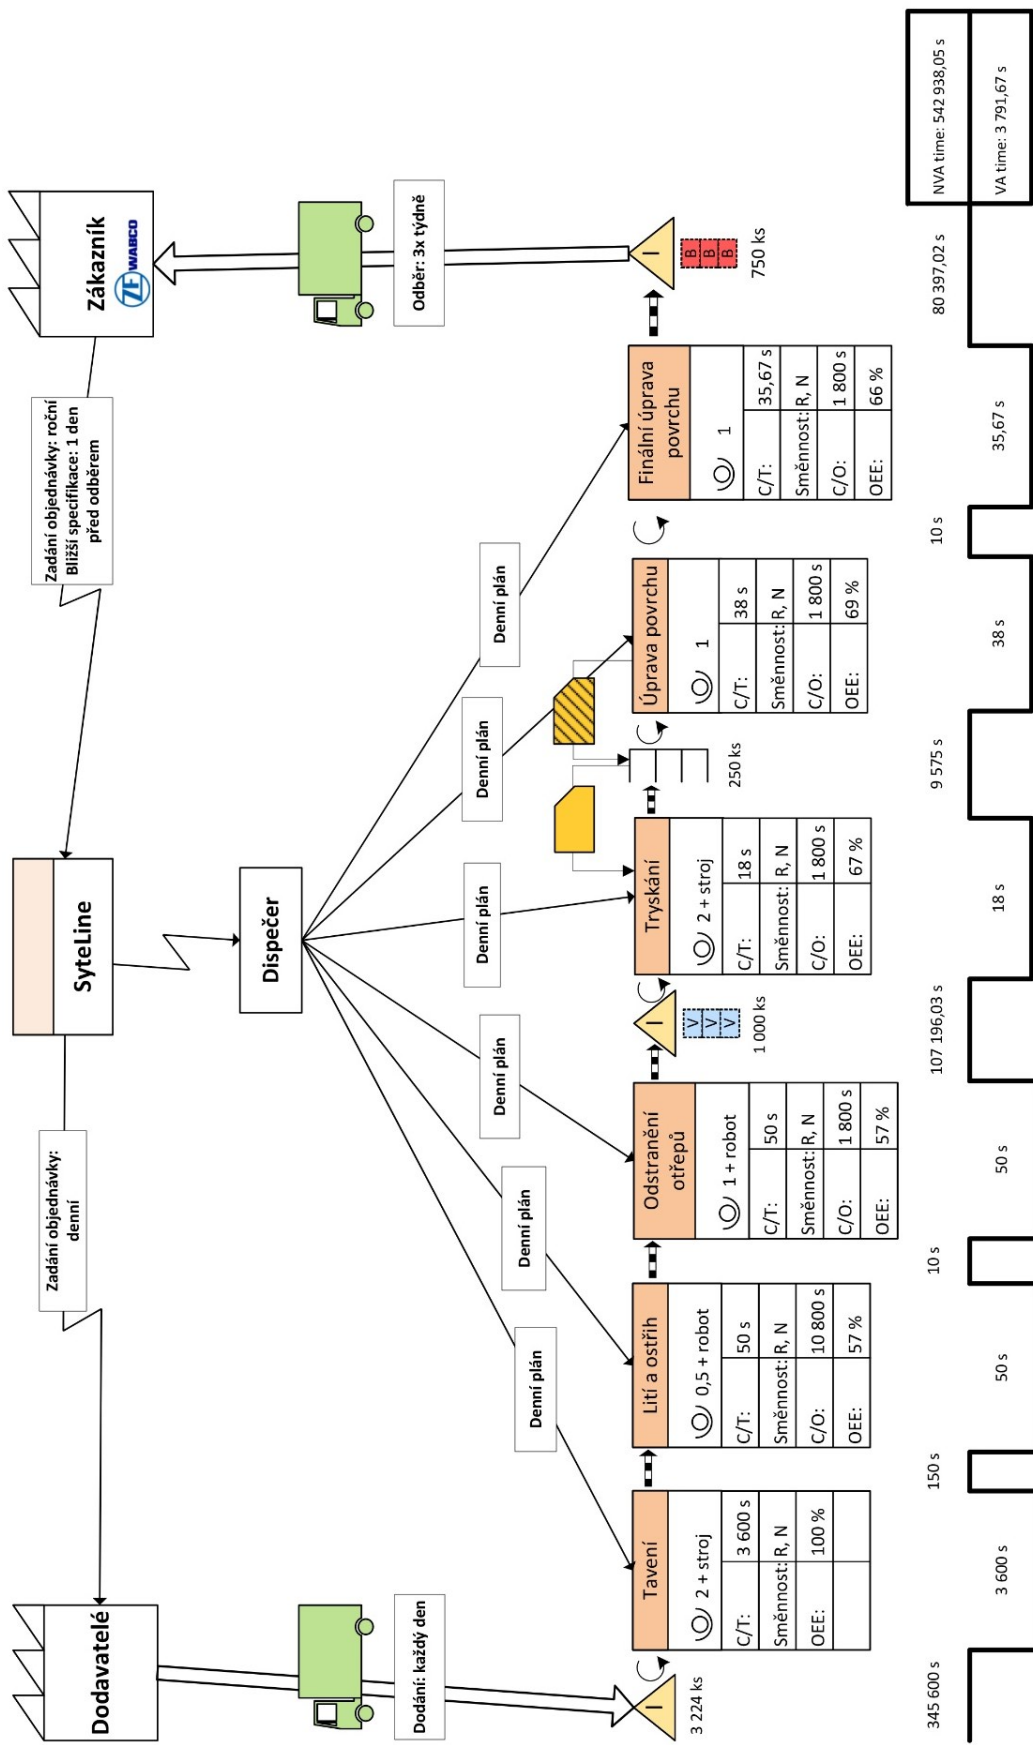 Dodavatelé
Zadání objednávky:
denní
SyteLine
Zadání objednávky: roční
Bližší specifikace: 1 den
před odběrem
Zákazník
ZF WABCO
Dispečer
Dodání: každý den
Odběr: 3x týdně
Denní plán
Denní plán
Denní plán
Denní plán
Denní plán
Denní plán
I
3 224 ks
Tavení
2 + stroj
C/T: 3 600 s
Směnnost: R, N
OEE: 100 %
Lití a ostřih
0,5 + robot
C/T: 50 s
Směnnost: R, N
C/O: 10 800 s
OEE: 57 %
Odstranění
otřepů
1 + robot
C/T: 50 s
Směnnost: R, N
C/O: 1 800 s
OEE: 57 %
I
V V V
1 000 ks
Tryskání
2 + stroj
C/T: 18 s
Směnnost: R, N
C/O: 1 800 s
OEE: 67 %
250 ks
Úprava povrchu
1
C/T: 38 s
Směnnost: R, N
C/O: 1 800 s
OEE: 69 %
Finální úprava
povrchu
1
C/T: 35,67 s
Směnnost: R, N
C/O: 1 800 s
OEE: 66 %
I
B B B
750 ks
345 600 s
3 600 s
150 s
50 s
10 s
50 s
107 196,03 s
18 s
9 575 s
38 s
10 s
35,67 s
80 397,02 s
NVA time: 542 938,05 s
VA time: 3 791,67 s